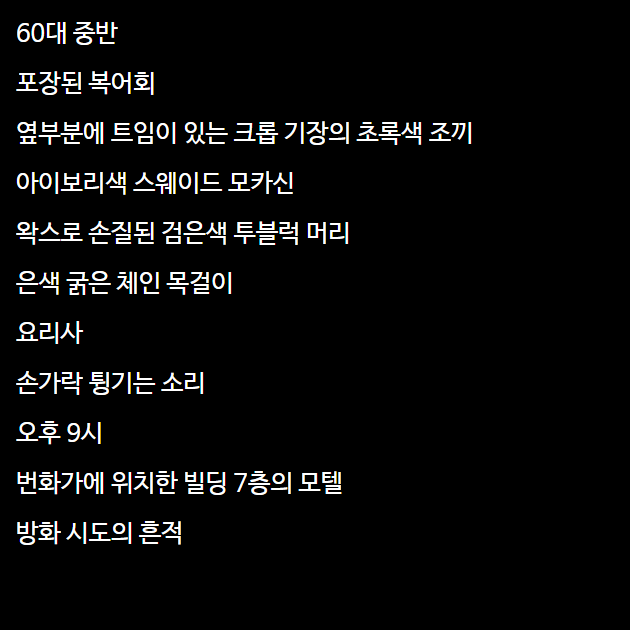 60대 중반
포장된 복어회
옆부분에 트임이 있는 크롭 기장의 초록색 조끼
아이보리색 스웨이드 모카신
왁스로 손질된 검은색 투블럭 머리
은색 굵은 체인 목걸이
요리사
손가락 튕기는 소리
오후 9시
번화가에 위치한 빌딩 7층의 모텔
방화 시도의 흔적